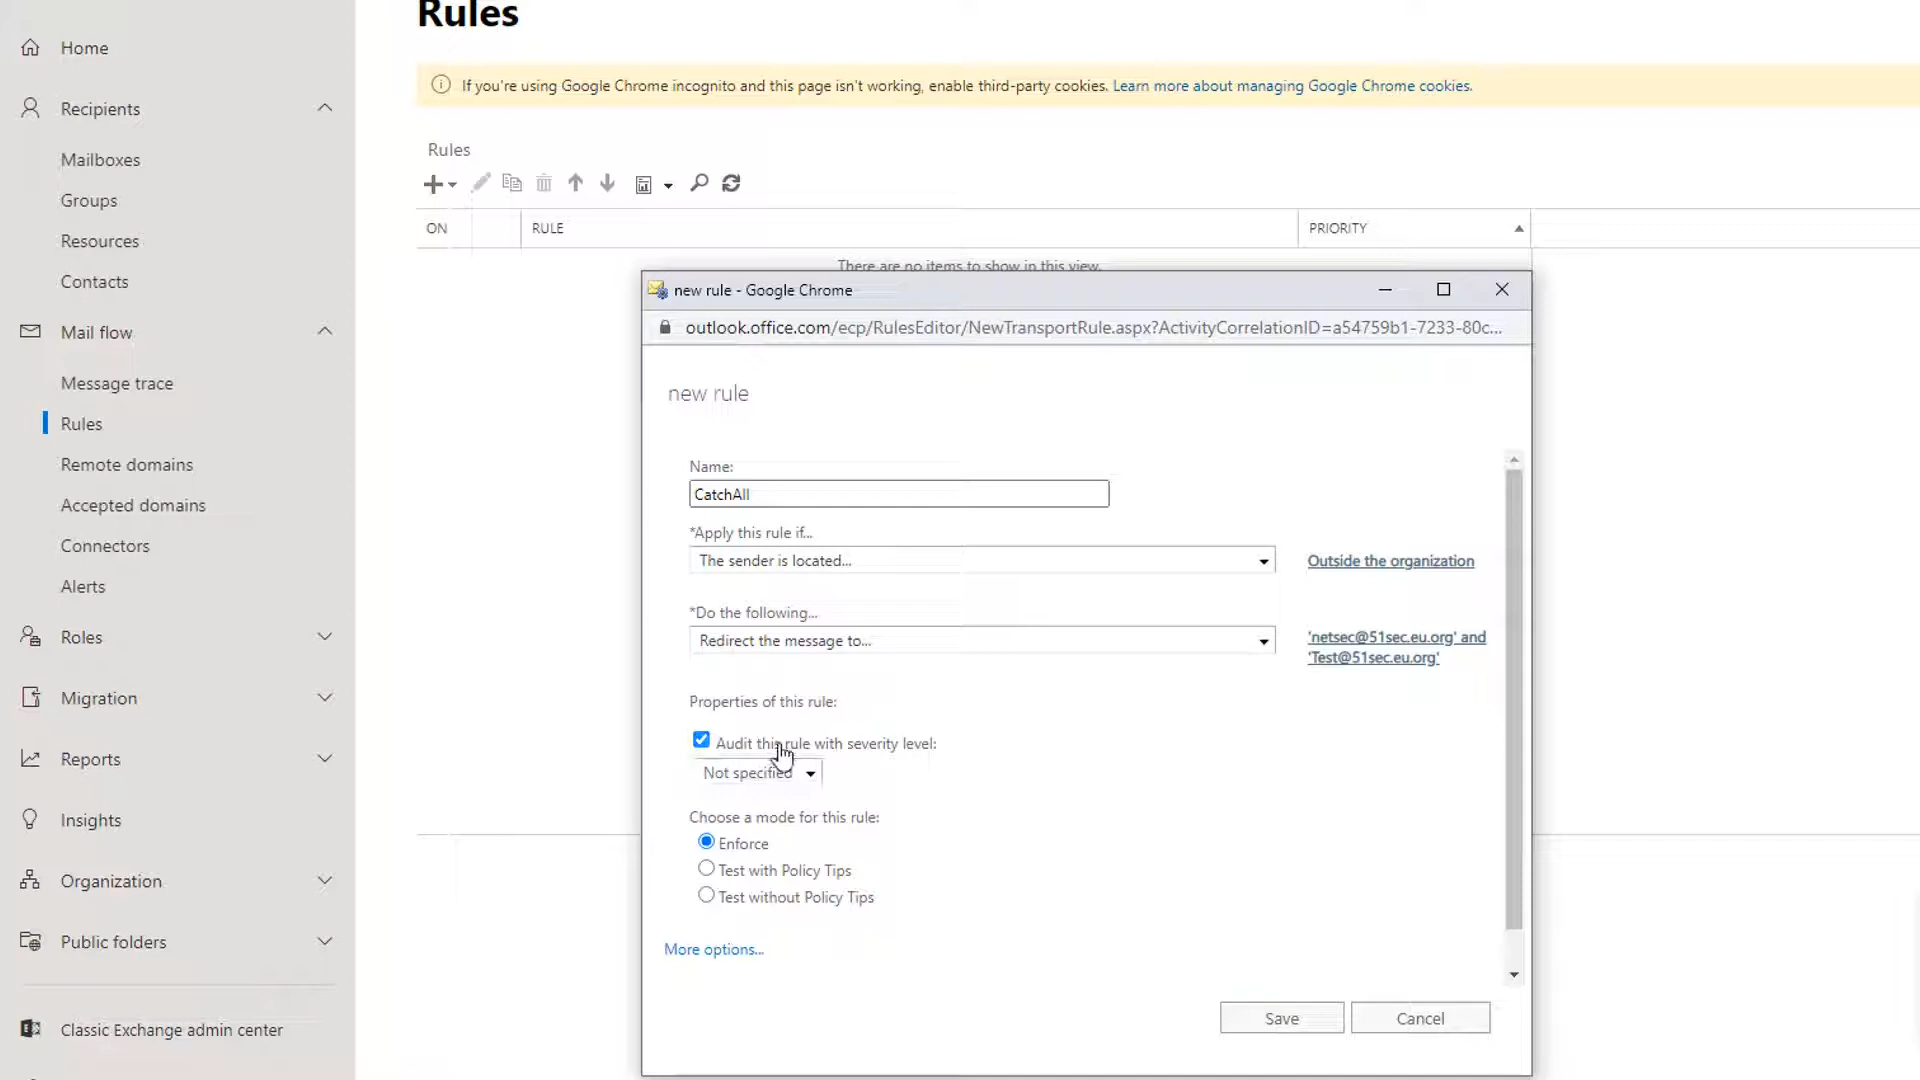 Rules
Home
Recipients
Mailboxes
Groups
Resources
Contacts
Mail flow
Message trace
Rules
Remote domains
Accepted domains
Connectors
Alerts
Roles
Migration
Reports
Insights
Organization
Public folders
Classic Exchange admin center
If you're using Google Chrome incognito and this page isn't working, enable third-party cookies. Learn more about managing Google Chrome cookies.
Rules
ON RULE PRIORITY
There are no items to show in this view.
new rule - Google Chrome
outlook.office.com/ecp/RulesEditor/NewTransportRule.aspx?ActivityCorrelationID=a54759b1-7233-80c...
new rule
Name:
CatchAll
*Apply this rule if...
The sender is located... Outside the organization
*Do the following...
Redirect the message to... 'netsec@51sec.eu.org' and
'Test@51sec.eu.org'
Properties of this rule:
Audit this rule with severity level:
Not specified
Choose a mode for this rule:
Enforce
Test with Policy Tips
Test without Policy Tips
More options...
Save Cancel